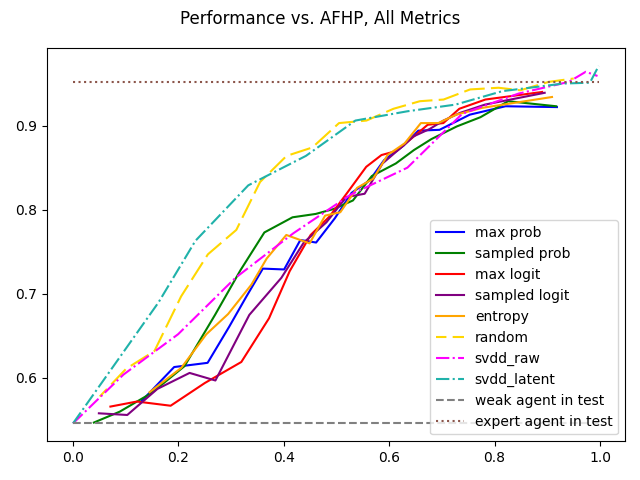 Performance vs. AFHP, All Metrics
0.9
0.8
0.7
0.6
0.0
0.2
0.4
0.6
0.8
1.0
max prob
sampled prob
max logit
sampled logit
entropy
random
svdd_raw
svdd_latent
weak agent in test
expert agent in test